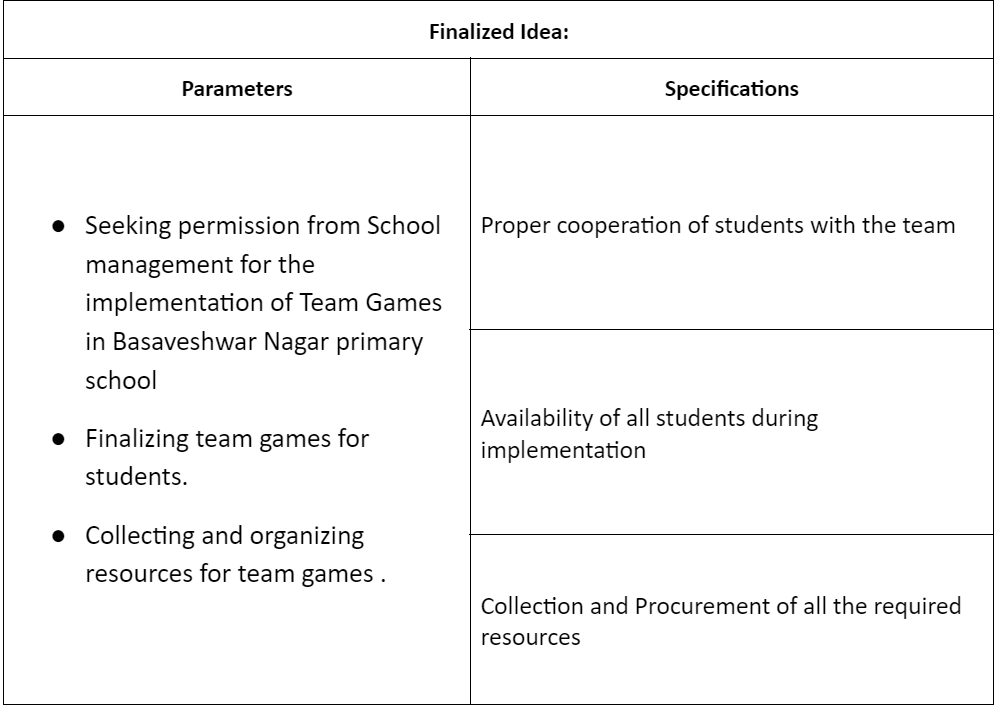 Finalized Idea:
Parameters
Specifications
● Seeking permission from School
management for the
implementation of Team Games
in Basaveshwar Nagar primary
school
● Finalizing team games for
students.
● Collecting and organizing
resources for team games .
Proper cooperation of students with the team
Availability of all students during
implementation
Collection and Procurement of all the required
resources